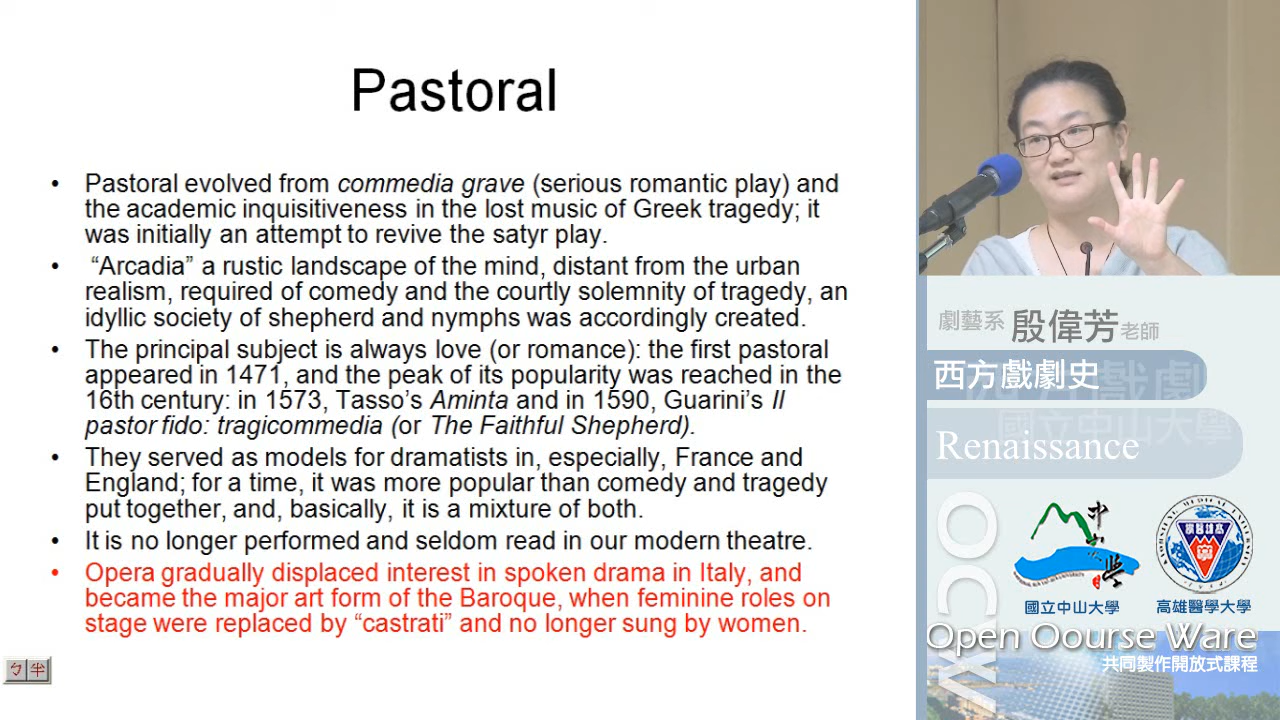 Pastoral
• Pastoral evolved from commedia grave (serious romantic play) and
the academic inquisitiveness in the lost music of Greek tragedy; it
was initially an attempt to revive the satyr play.
• “Arcadia” a rustic landscape of the mind, distant from the urban
realism, required of comedy and the courtly solemnity of tragedy, an
idyllic society of shepherd and nymphs was accordingly created.
• The principal subject is always love (or romance): the first pastoral
appeared in 1471, and the peak of its popularity was reached in the
16th century: in 1573, Tasso’s Aminta and in 1590, Guarini’s Il
pastor fido: tragicommedia (or The Faithful Shepherd).
• They served as models for dramatists in, especially, France and
England; for a time, it was more popular than comedy and tragedy
put together, and, basically, it is a mixture of both.
• It is no longer performed and seldom read in our modern theatre.
• Opera gradually displaced interest in spoken drama in Italy, and
became the major art form of the Baroque, when feminine roles on
stage were replaced by “castrati” and no longer sung by women.
ㄅ半
劇藝系 殷偉芳老師
西方戲劇史
國立中山大學
Renaissance
OCW
國立中山大學
高雄醫學大學
Open Oourse Ware
共同製作開放式課程